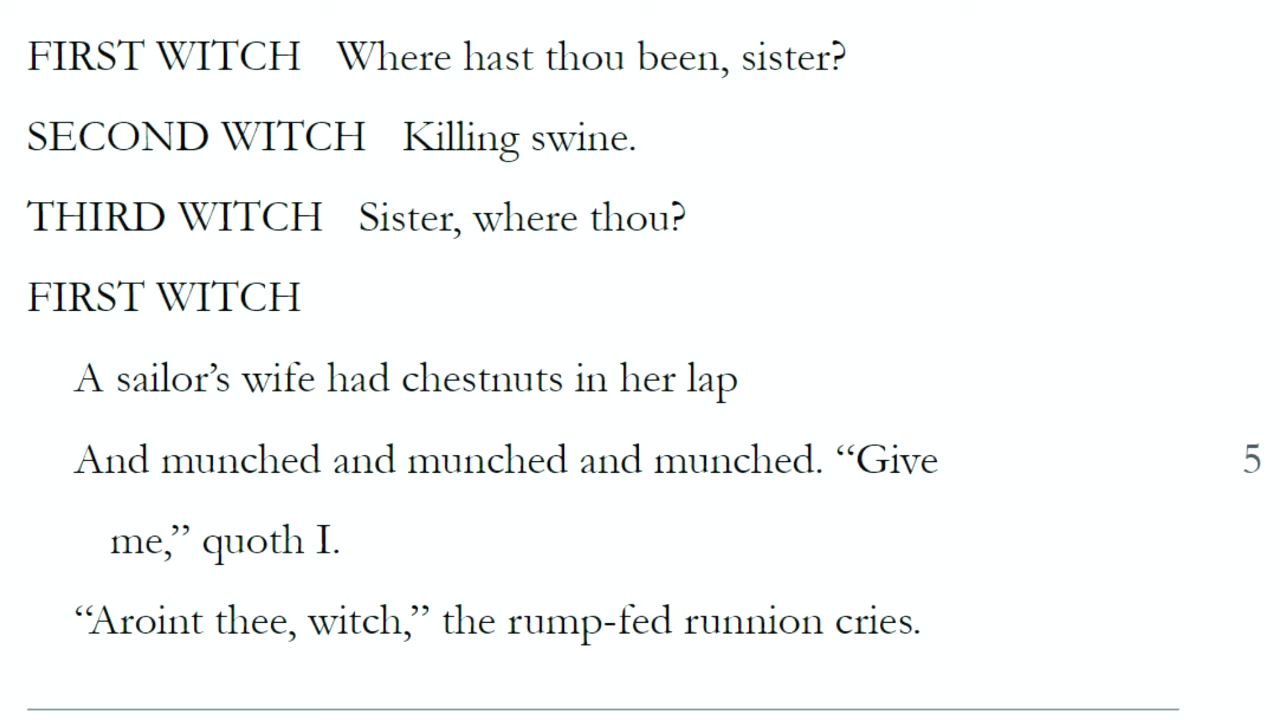 FIRST WITCH Where hast thou been, sister?
SECOND WITCH Killing swine.
THIRD WITCH Sister, where thou?
FIRST WITCH
A sailor’s wife had chestnuts in her lap
And munched and munched and munched. “Give 5
me,” quoth I.
“Aroint thee, witch,” the rump-fed runnion cries.